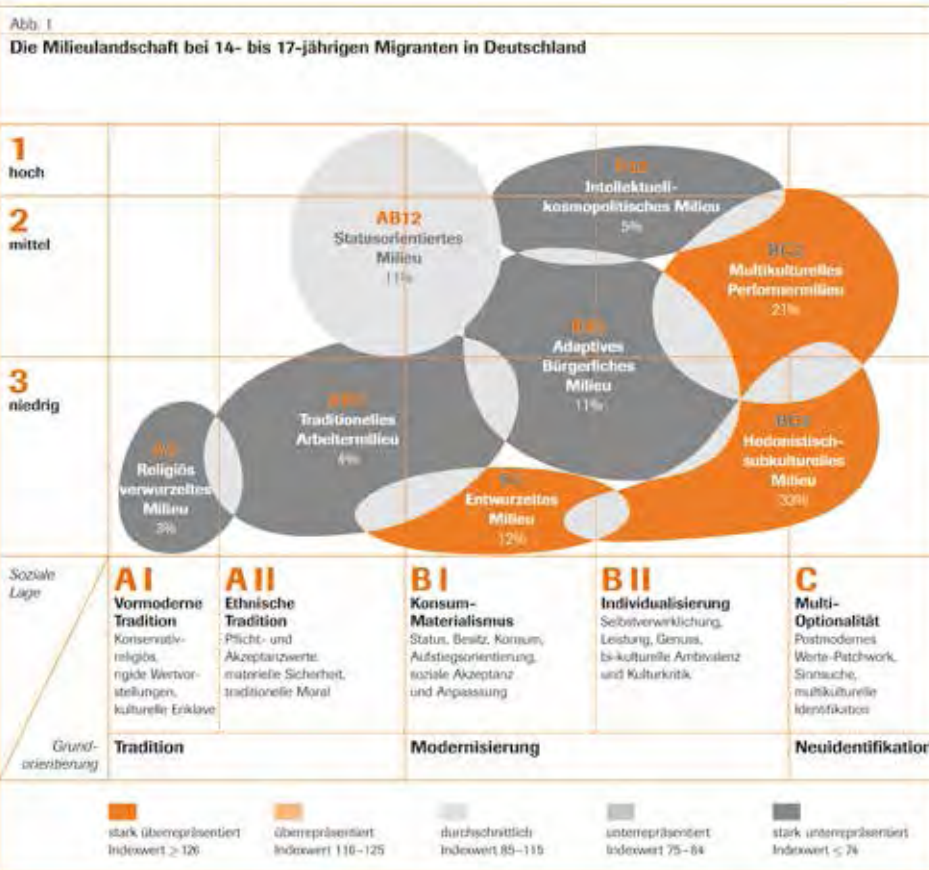 Abb. 1
Die Milieulandschaft bei 14- bis 17-jährigen Migranten in Deutschland
1
hoch
2
mittel
3
niedrig
Intellektuell-
kosmopolitisches Milieu
5%
AB12
Statusorientiertes
Milieu
11%
Multikulturelles
Performermilieu
21%
Adaptives
Bürgerliches
Milieu
11%
Traditionelles
Arbeitermilieu
Hedonistisch-
subkulturelles
Milieu
33%
Religiös
verwurzeltes
Milieu
3%
Entwurzeltes
Milieu
12%
Soziale
Lage
A I
Vormoderne
Tradition
Konservativ-
religiös,
rigide Wertvor-
stellungen,
kulturelle Enklave
A II
Ethnische
Tradition
Pflicht- und
Akzeptanzwerte,
materielle Sicherheit,
traditionelle Moral
B I
Konsum-
Materialismus
Status, Besitz, Konsum,
Aufstiegsorientierung,
soziale Akzeptanz
und Anpassung
B II
Individualisierung
Selbstverwirklichung,
Leistung, Genuss,
bi-kulturelle Ambivalenz
und Kulturkritik
C
Multi-
Optionalität
Postmodernes
Werte-Patchwork,
Sinnsuche,
multikulturelle
Identifikation
Grund-
orientierung
Tradition
Modernisierung
Neuidentifikation
stark überrepräsentiert
Indexwert ≥ 126
überrepräsentiert
Indexwert 116–125
durchschnittlich
Indexwert 85–115
unterrepräsentiert
Indexwert 75–84
stark unterrepräsentiert
Indexwert ≤ 74